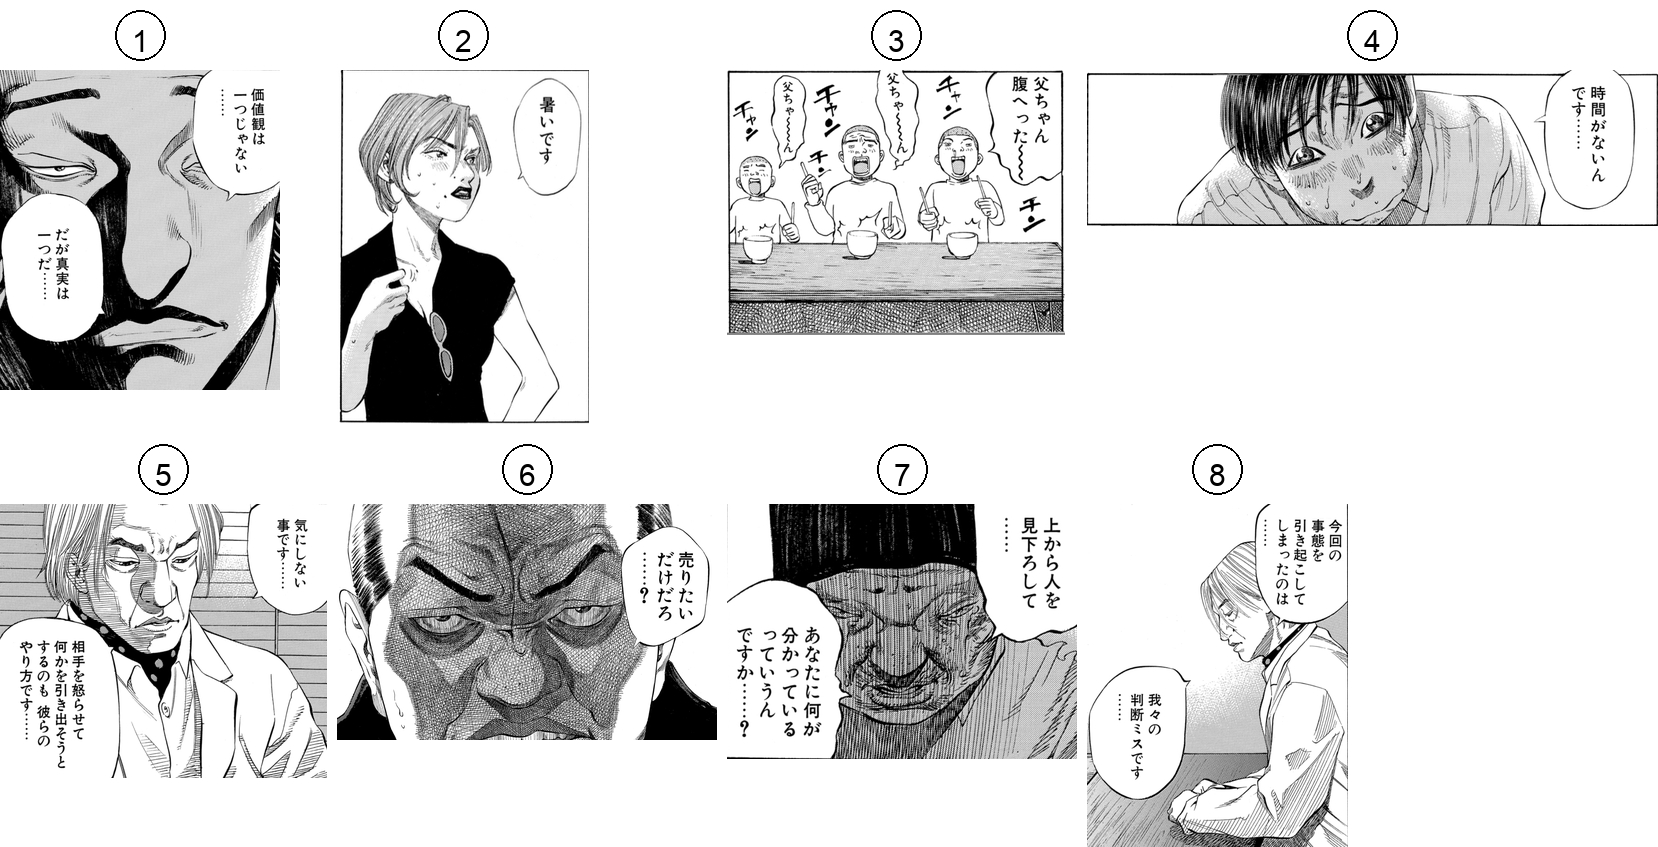 1
価値観は
一つじゃない
……
だが真実は
一つだ……
2
暑いです
3
父ちゃん
腹へった〜〜〜
チャン
父ちゃ〜〜〜ん
チャン
チン
父ちゃ〜〜〜ん
チャン
チン
4
時間がないん
です……
5
気にしない
事です……
相手を怒らせて
何かを引き出そうと
するのも彼らの
やり方です……
6
売りたい
だけだろ
……?
7
上から人を
見下ろして
……
あなたに何が
分かっている
っていうん
ですか……?
8
今回の
事態を
引き起こして
しまったのは
……
我々の
判断ミスです
……